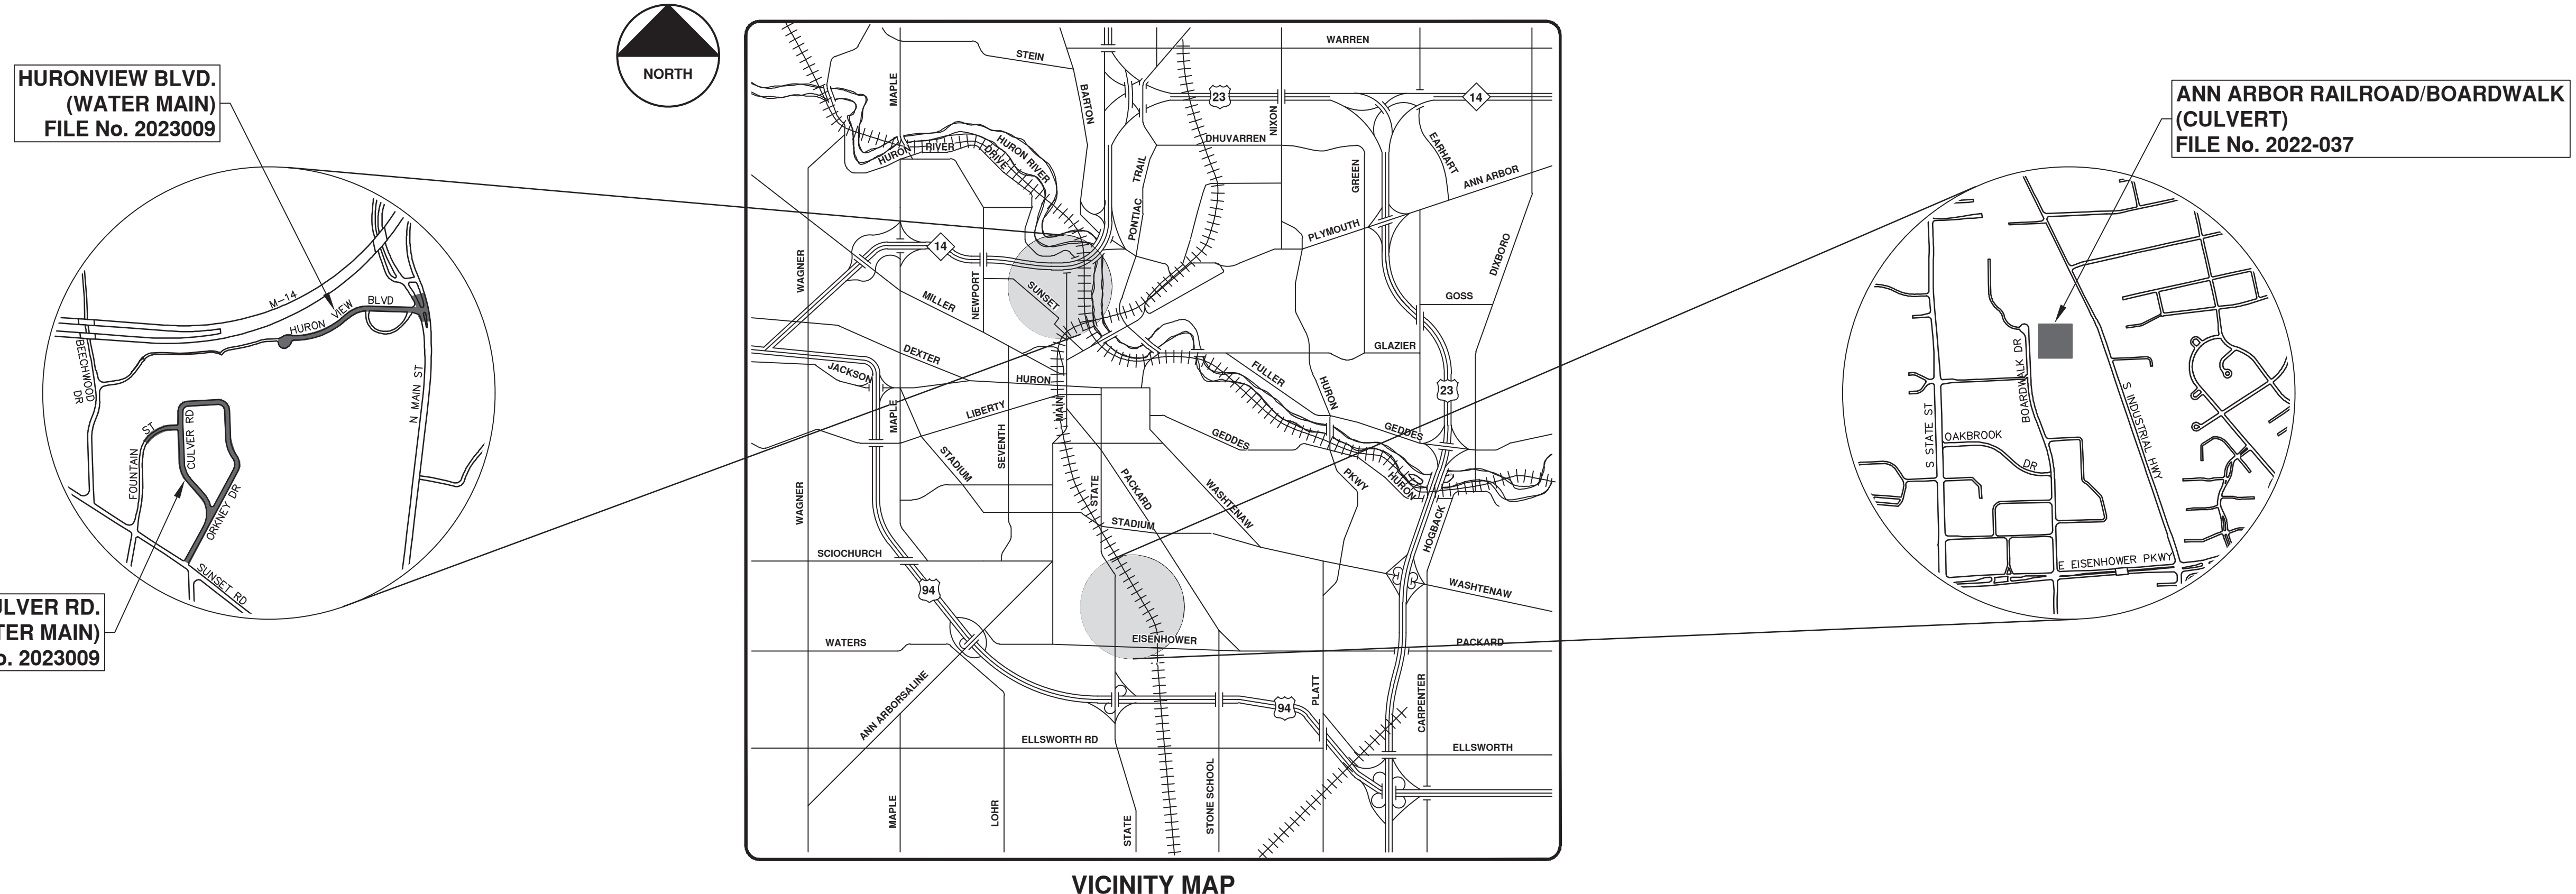 NORTH
HURONVIEW BLVD.
(WATER MAIN)
FILE No. 2023009
M-14
HURON VIEW BLVD
BEECHWOOD DR
N MAIN ST
FOUNTAIN ST
CULVER RD
ORKNEY DR
SUNSET RD
LVER RD.
TER MAIN)
o. 2023009
WARREN
STEIN
MAPLE
BARTON
23
14
NIXON
DHUVARREN
EARHART
HURON RIVER DRIVE
HURON RIVER
PONTIAC TRAIL
GREEN
ANN ARBOR
PLYMOUTH
14
WAGNER
NEWPORT
SUNSET
MILLER
DIXBORO
GOSS
DEXTER
GLAZIER
JACKSON
HURON
FULLER
HURON
23
MAPLE
LIBERTY
MAIN
SEVENTH
GEDDES
GEDDES
STADIUM
STATE
PACKARD
WASHTENAW
PKWY
HURON
WAGNER
STADIUM
HOGBACK
SCIOCHURCH
94
WASHTENAW
WATERS
EISENHOWER
PACKARD
ANN ARBORSALINE
94
PLATT
CARPENTER
ELLSWORTH RD
ELLSWORTH
MAPLE
LOHR
STATE
STONE SCHOOL
VICINITY MAP
ANN ARBOR RAILROAD/BOARDWALK
(CULVERT)
FILE No. 2022-037
BOARDWALK DR
S STATE ST
OAKBROOK DR
S INDUSTRIAL HWY
E EISENHOWER PKWY